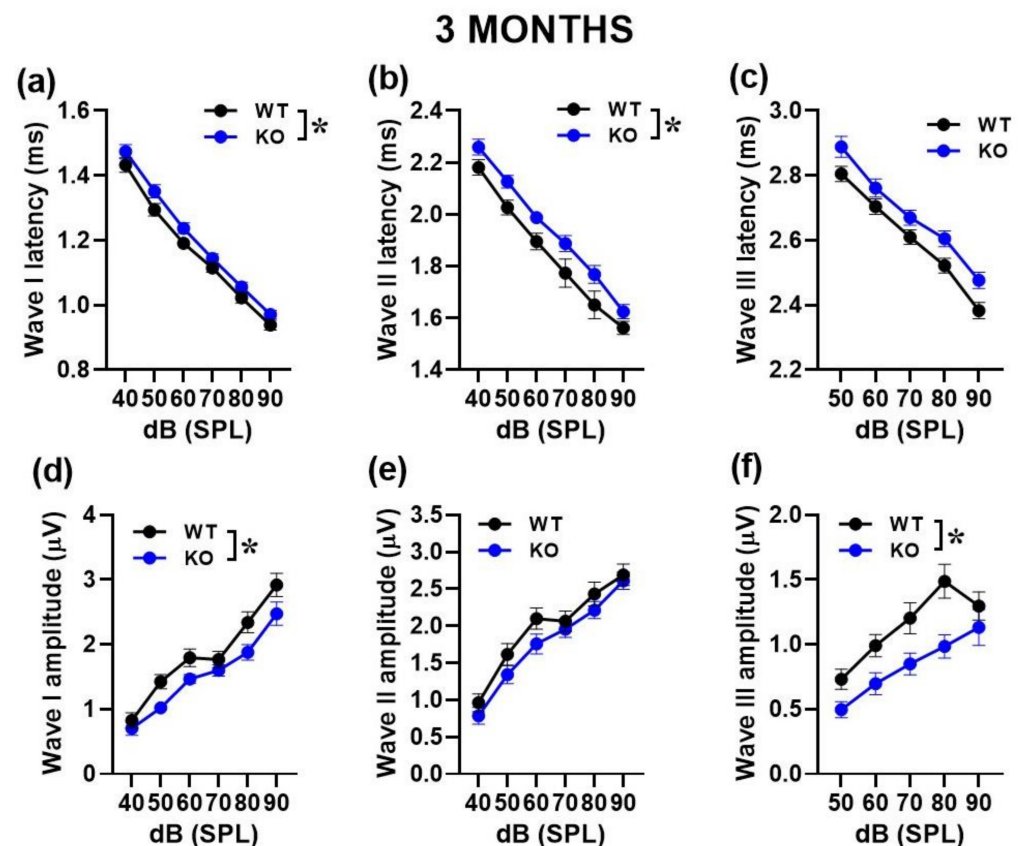 3 MONTHS
(a)
Wave I latency (ms)
1.6
1.4
1.2
1.0
0.8
WT
KO
*
40 50 60 70 80 90
dB (SPL)
(b)
Wave II latency (ms)
2.4
2.2
2.0
1.8
1.6
1.4
WT
KO
*
40 50 60 70 80 90
dB (SPL)
(c)
Wave III latency (ms)
3.0
2.8
2.6
2.4
2.2
WT
KO
50 60 70 80 90
dB (SPL)
(d)
Wave I amplitude (µV)
4
3
2
1
0
WT
KO
*
40 50 60 70 80 90
dB (SPL)
(e)
Wave II amplitude (µV)
3.5
3.0
2.5
2.0
1.5
1.0
0.5
0.0
WT
KO
40 50 60 70 80 90
dB (SPL)
(f)
Wave III amplitude (µV)
2.0
1.5
1.0
0.5
0.0
WT
KO
*
50 60 70 80 90
dB (SPL)